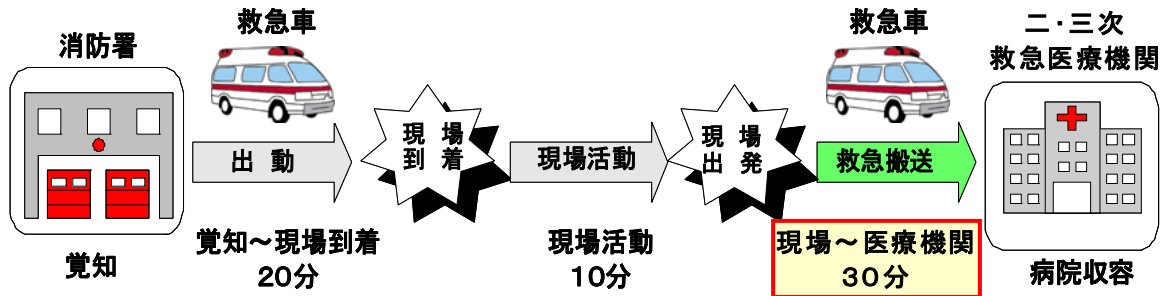 消防署
救急車
救急車
二・三次
救急医療機関
現 場
到 着
現 場
出 発
出 動
現場活動
救急搬送
覚知
覚知～現場到着
20分
現場活動
10分
現場～医療機関
30分
病院収容